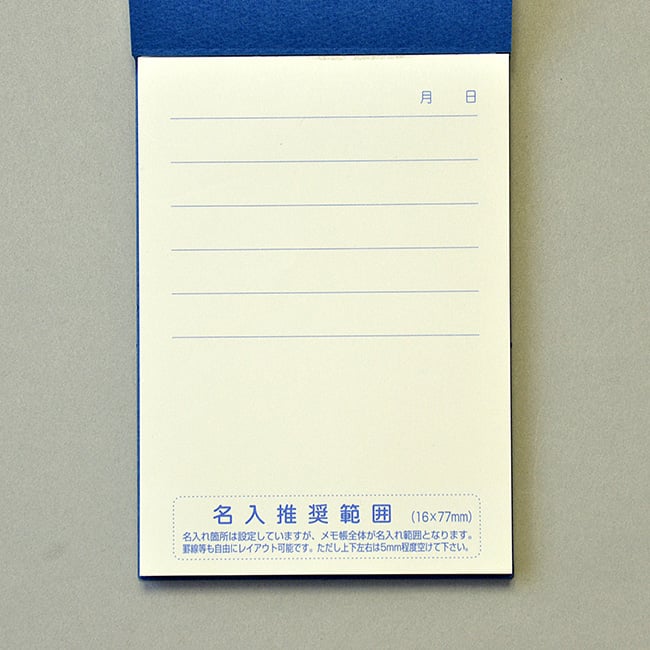 月 日
名入推奨範囲 (16×77mm)
名入れ箇所は設定していますが、メモ帳全体が名入れ範囲となります。
罫線等も自由にレイアウト可能です。ただし上下左右は5mm程度空けて下さい。